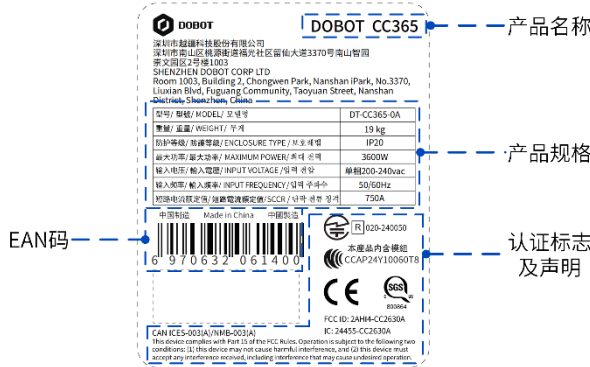 DOBOT
DOBOT CC365
产品名称
深圳市越疆科技股份有限公司
深圳市南山区桃源街道福光社区留仙大道3370号南山智园
崇文园区2号楼1003
SHENZHEN DOBOT CORP LTD
Room 1003, Building 2, Chongwen Park, Nanshan iPark, No.3370,
Liuxian Blvd, Fuguang Community, Taoyuan Street, Nanshan
District, Shenzhen, China
型号/ 型號/ MODEL/ 모델명 DT-CC365-0A
重量/ 重量/ WEIGHT/ 무게 19 kg
防护等级/ 防護等級/ ENCLOSURE TYPE / 보호레벨 IP20
最大功率/ 最大功率/ MAXIMUM POWER/ 최대 전력 3600W
输入电压/ 輸入電壓/ INPUT VOLTAGE /입력 전압 单相200-240vac
输入频率/ 輸入頻率/ INPUT FREQUENCY/ 입력 주파수 50/60Hz
短路电流额定值/ 短路電流額定值/ SCCR / 단락 전류 정격 750A
产品规格
中国制造 Made in China 中國製造
EAN码
6 970632 061400
R 020-240050
本產品內含模組
CCAP24Y10060T8
认证标志
及声明
CE
SGS
800864
FCC ID: 2AHI4-CC2630A
IC: 24455-CC2630A
CAN ICES-003(A)/NMB-003(A)
This device complies with Part 15 of the FCC Rules. Operation is subject to the following two
conditions: (1) this device may not cause harmful interference, and (2) this device must
accept any interference received, including interference that may cause undesired operation.